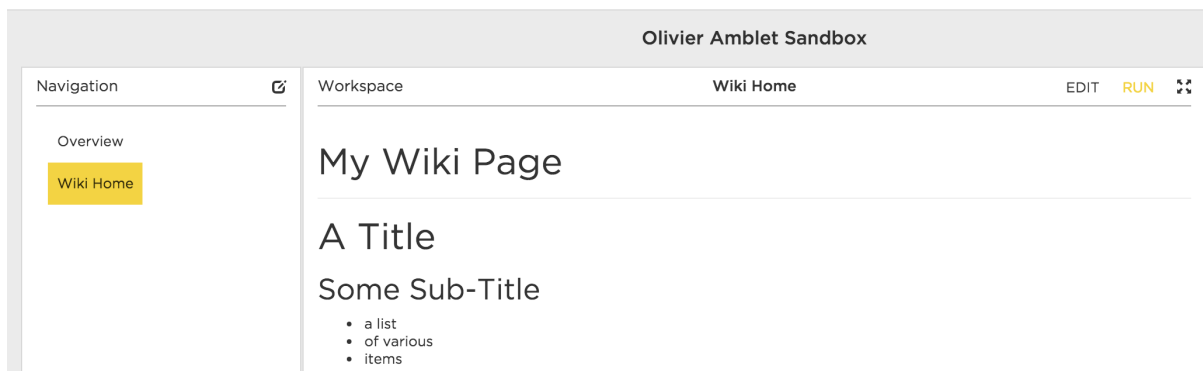 Olivier Amblet Sandbox
Navigation
Overview
Wiki Home
Workspace
Wiki Home
EDIT RUN
My Wiki Page
A Title
Some Sub-Title
• a list
• of various
• items